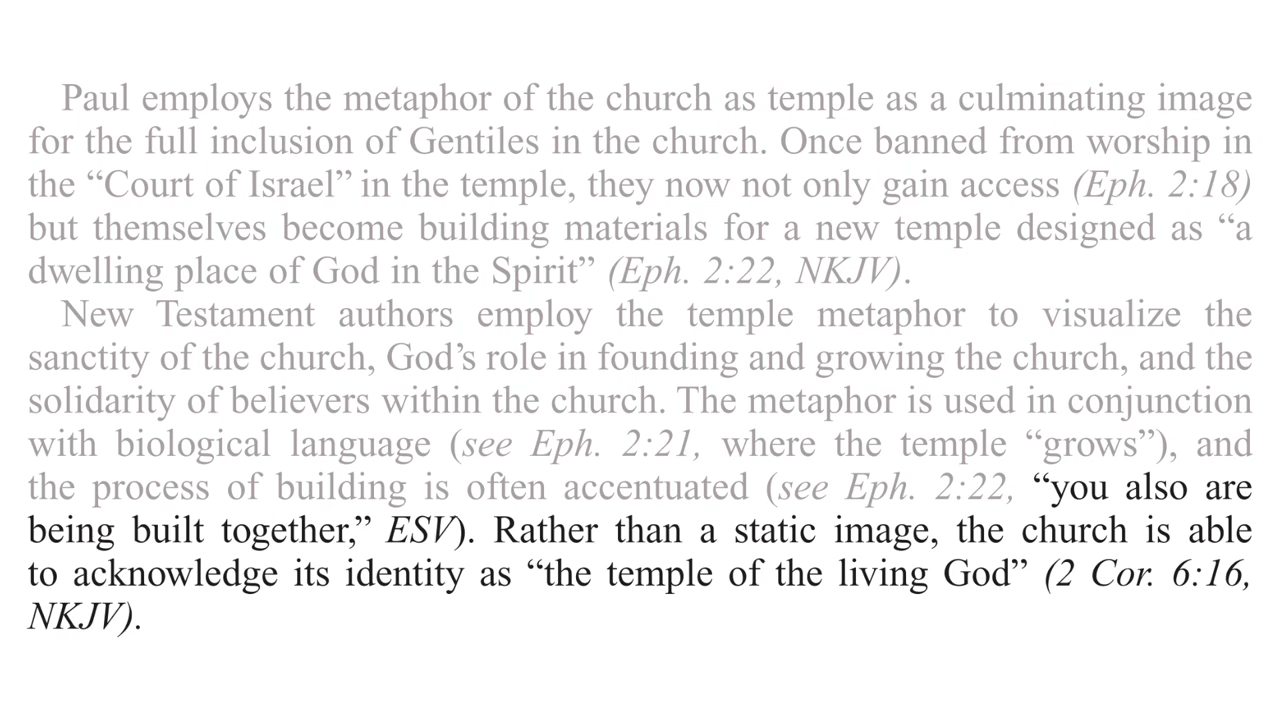 Paul employs the metaphor of the church as temple as a culminating image
for the full inclusion of Gentiles in the church. Once banned from worship in
the “Court of Israel” in the temple, they now not only gain access (Eph. 2:18)
but themselves become building materials for a new temple designed as “a
dwelling place of God in the Spirit” (Eph. 2:22, NKJV).
New Testament authors employ the temple metaphor to visualize the
sanctity of the church, God’s role in founding and growing the church, and the
solidarity of believers within the church. The metaphor is used in conjunction
with biological language (see Eph. 2:21, where the temple “grows”), and
the process of building is often accentuated (see Eph. 2:22, “you also are
being built together,” ESV). Rather than a static image, the church is able
to acknowledge its identity as “the temple of the living God” (2 Cor. 6:16,
NKJV).